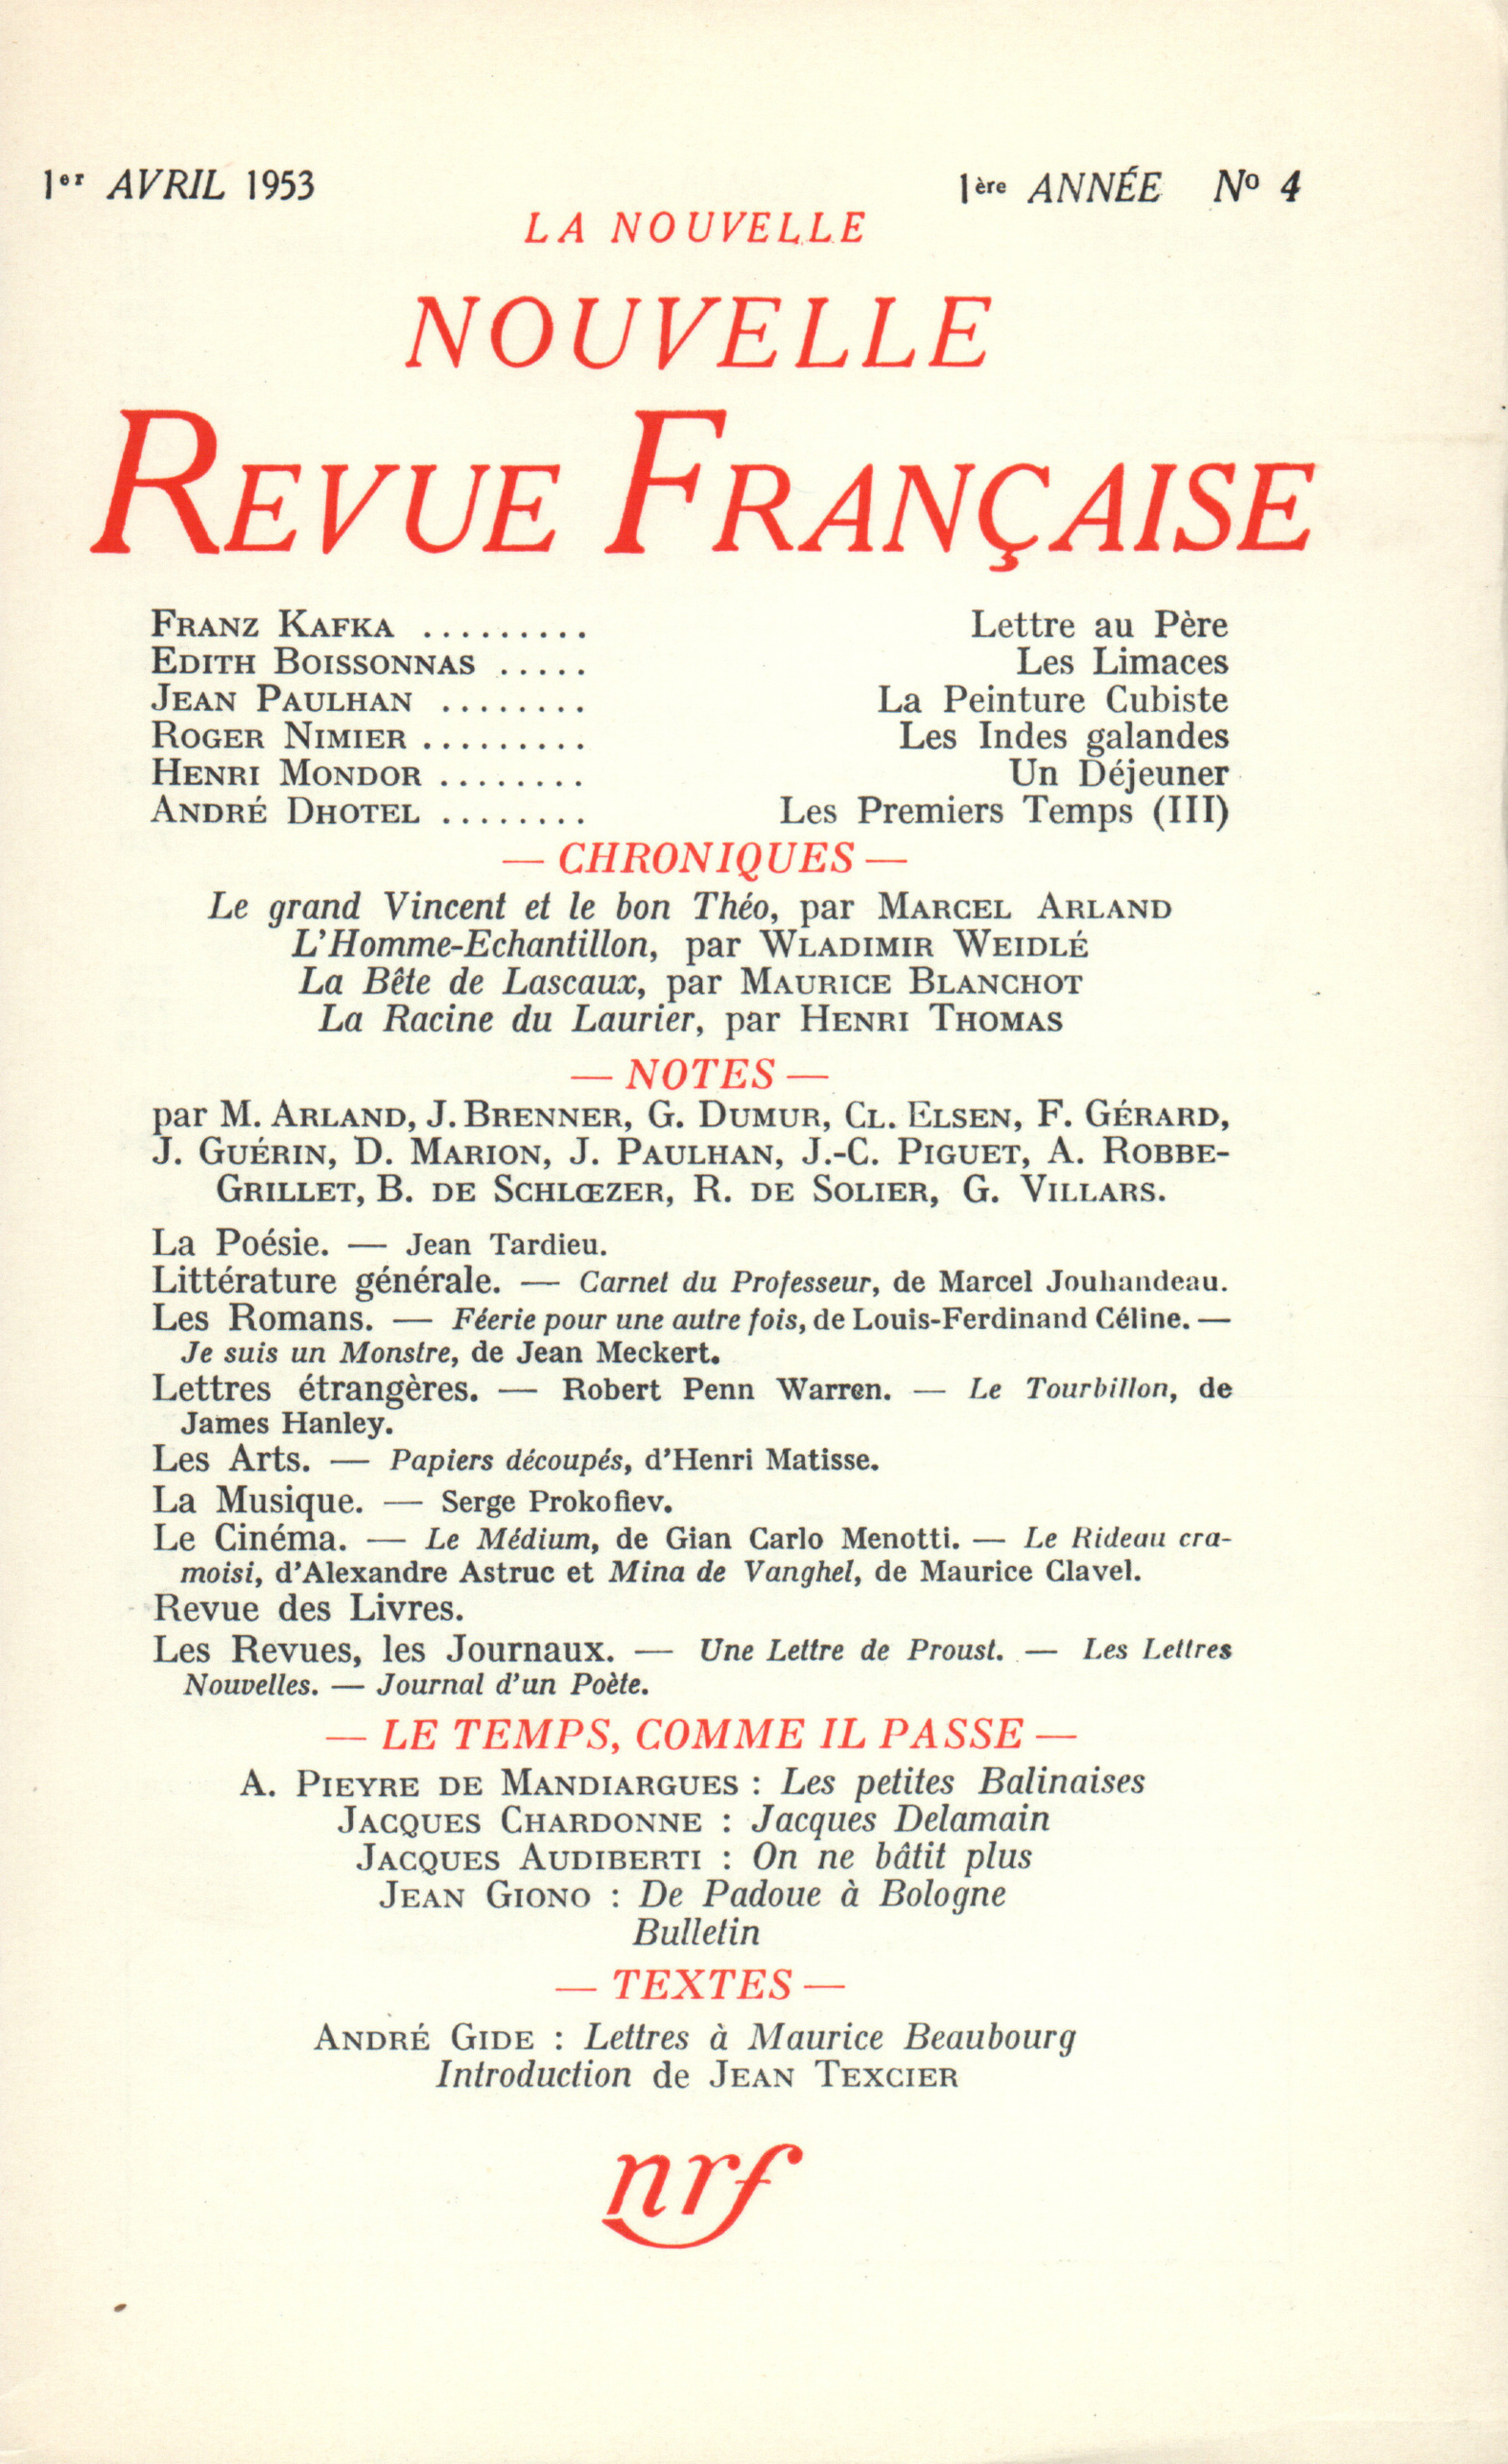 1er AVRIL 1953 1ère ANNÉE No 4
LA NOUVELLE
NOUVELLE
REVUE FRANÇAISE
FRANZ KAFKA ......... Lettre au Père
EDITH BOISSONNAS ..... Les Limaces
JEAN PAULHAN ........ La Peinture Cubiste
ROGER NIMIER ......... Les Indes galandes
HENRI MONDOR ........ Un Déjeuner
ANDRÉ DHOTEL ........ Les Premiers Temps (III)
— CHRONIQUES —
Le grand Vincent et le bon Théo, par MARCEL ARLAND
L'Homme-Echantillon, par WLADIMIR WEIDLÉ
La Bête de Lascaux, par MAURICE BLANCHOT
La Racine du Laurier, par HENRI THOMAS
— NOTES —
par M. ARLAND, J. BRENNER, G. DUMUR, CL. ELSEN, F. GÉRARD,
J. GUÉRIN, D. MARION, J. PAULHAN, J.-C. PIGUET, A. ROBBE-
GRILLET, B. DE SCHLŒZER, R. DE SOLIER, G. VILLARS.
La Poésie. — Jean Tardieu.
Littérature générale. — Carnet du Professeur, de Marcel Jouhandeau.
Les Romans. — Féerie pour une autre fois, de Louis-Ferdinand Céline. —
Je suis un Monstre, de Jean Meckert.
Lettres étrangères. — Robert Penn Warren. — Le Tourbillon, de
James Hanley.
Les Arts. — Papiers découpés, d'Henri Matisse.
La Musique. — Serge Prokofiev.
Le Cinéma. — Le Médium, de Gian Carlo Menotti. — Le Rideau cra-
moisi, d'Alexandre Astruc et Mina de Vanghel, de Maurice Clavel.
Revue des Livres.
Les Revues, les Journaux. — Une Lettre de Proust. — Les Lettres
Nouvelles. — Journal d'un Poète.
— LE TEMPS, COMME IL PASSE —
A. PIEYRE DE MANDIARGUES : Les petites Balinaises
JACQUES CHARDONNE : Jacques Delamain
JACQUES AUDIBERTI : On ne bâtit plus
JEAN GIONO : De Padoue à Bologne
Bulletin
— TEXTES —
ANDRÉ GIDE : Lettres à Maurice Beaubourg
Introduction de JEAN TEXCIER
nrf